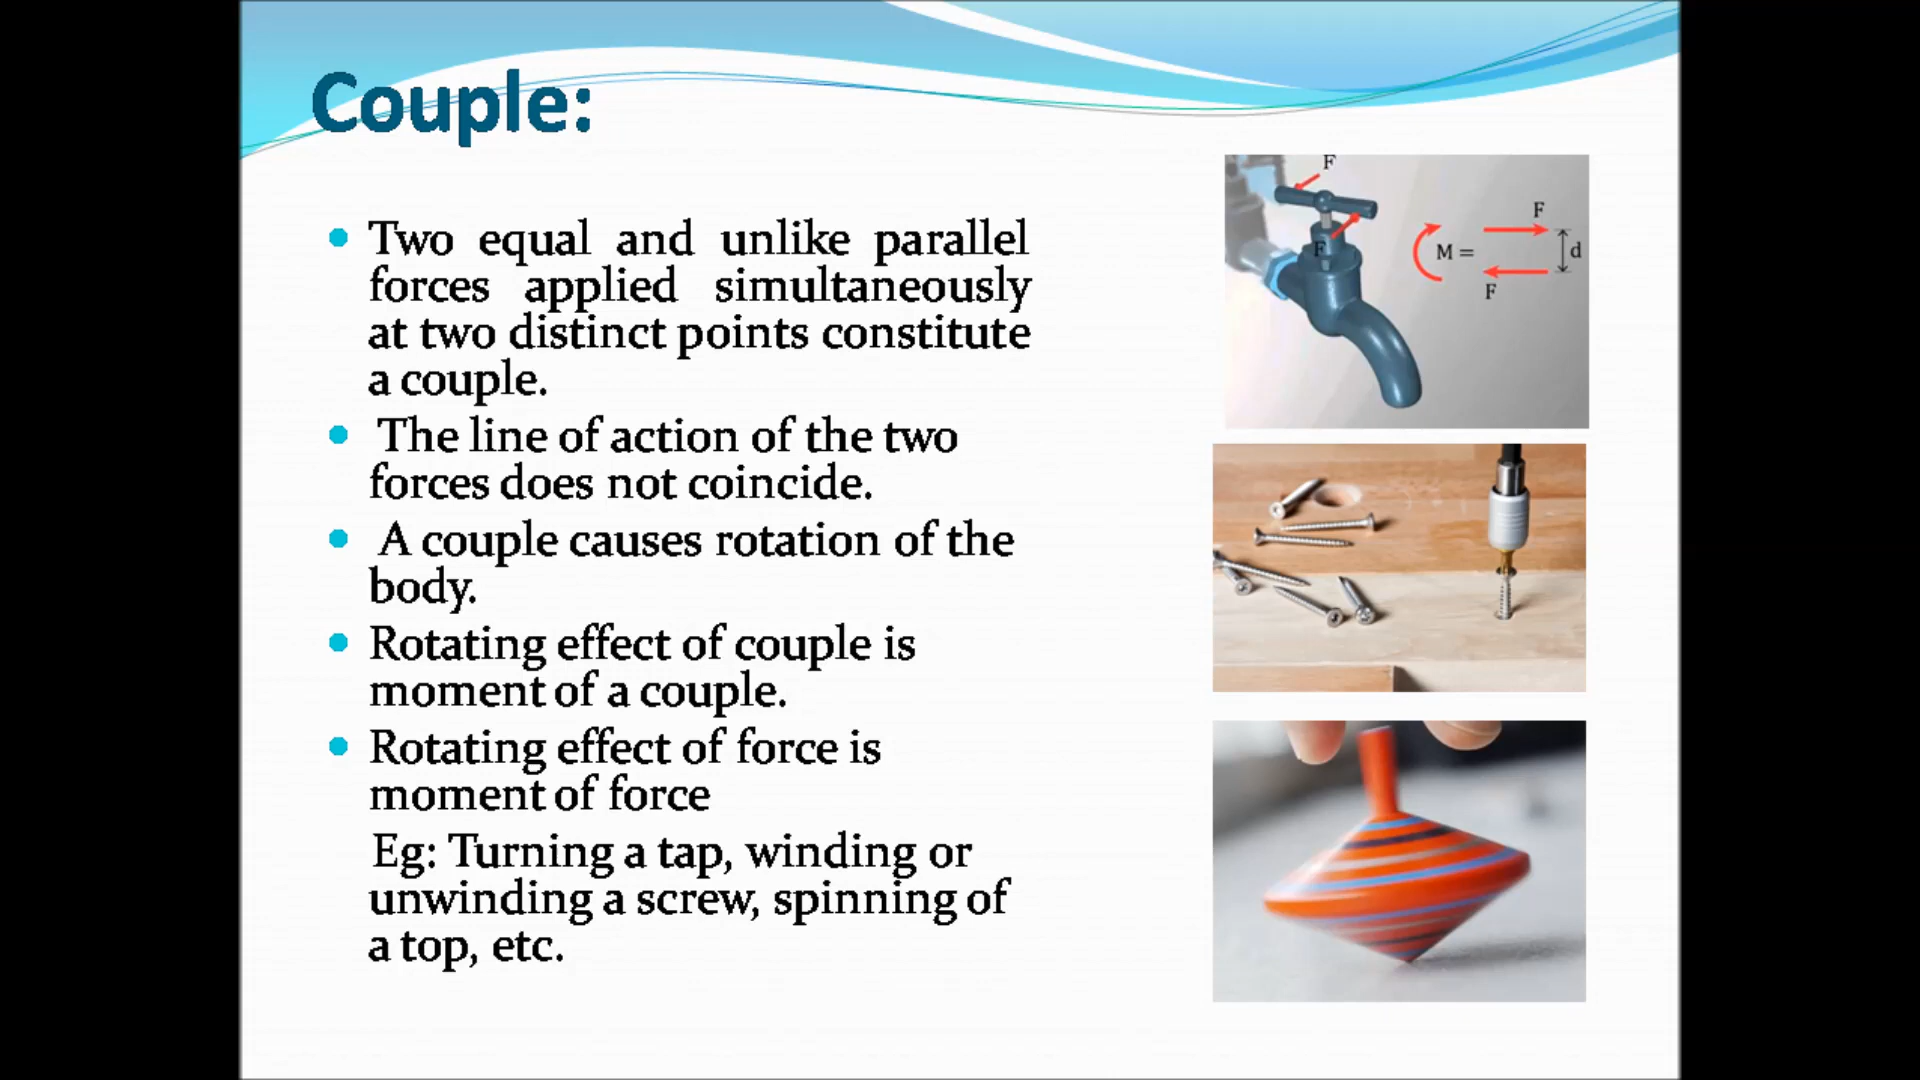 Couple:
Two equal and unlike parallel
forces applied simultaneously
at two distinct points constitute
a couple.
The line of action of the two
forces does not coincide.
A couple causes rotation of the
body.
Rotating effect of couple is
moment of a couple.
Rotating effect of force is
moment of force
Eg: Turning a tap, winding or
unwinding a screw, spinning of
a top, etc.
F
F
F
M =
d
F